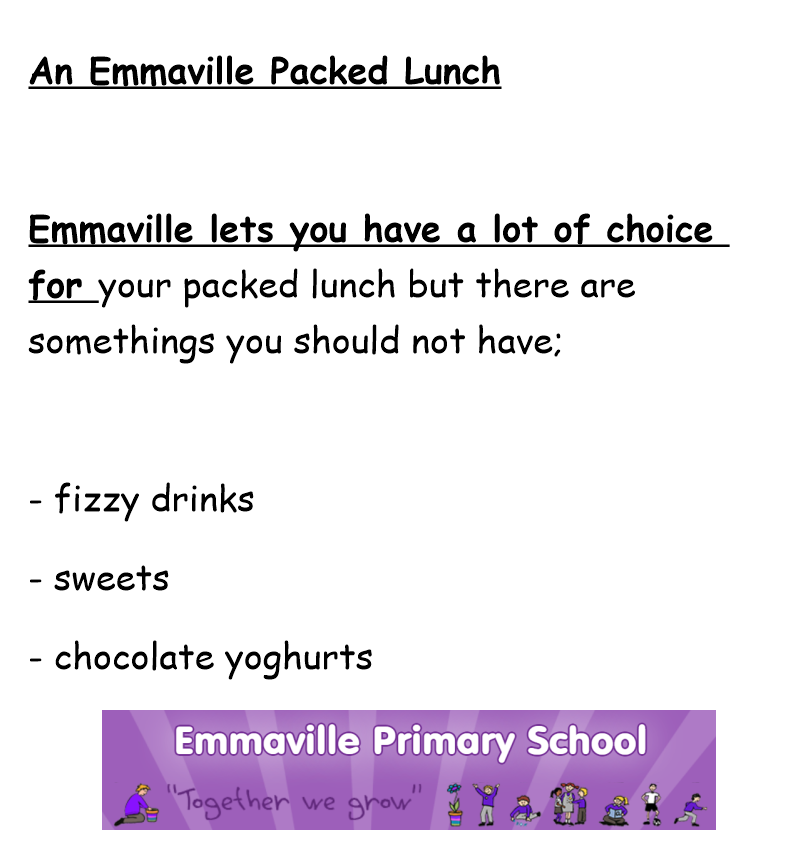 An Emmaville Packed Lunch
Emmaville lets you have a lot of choice
for your packed lunch but there are
somethings you should not have;
- fizzy drinks
- sweets
- chocolate yoghurts
Emmaville Primary School
"Together we grow"